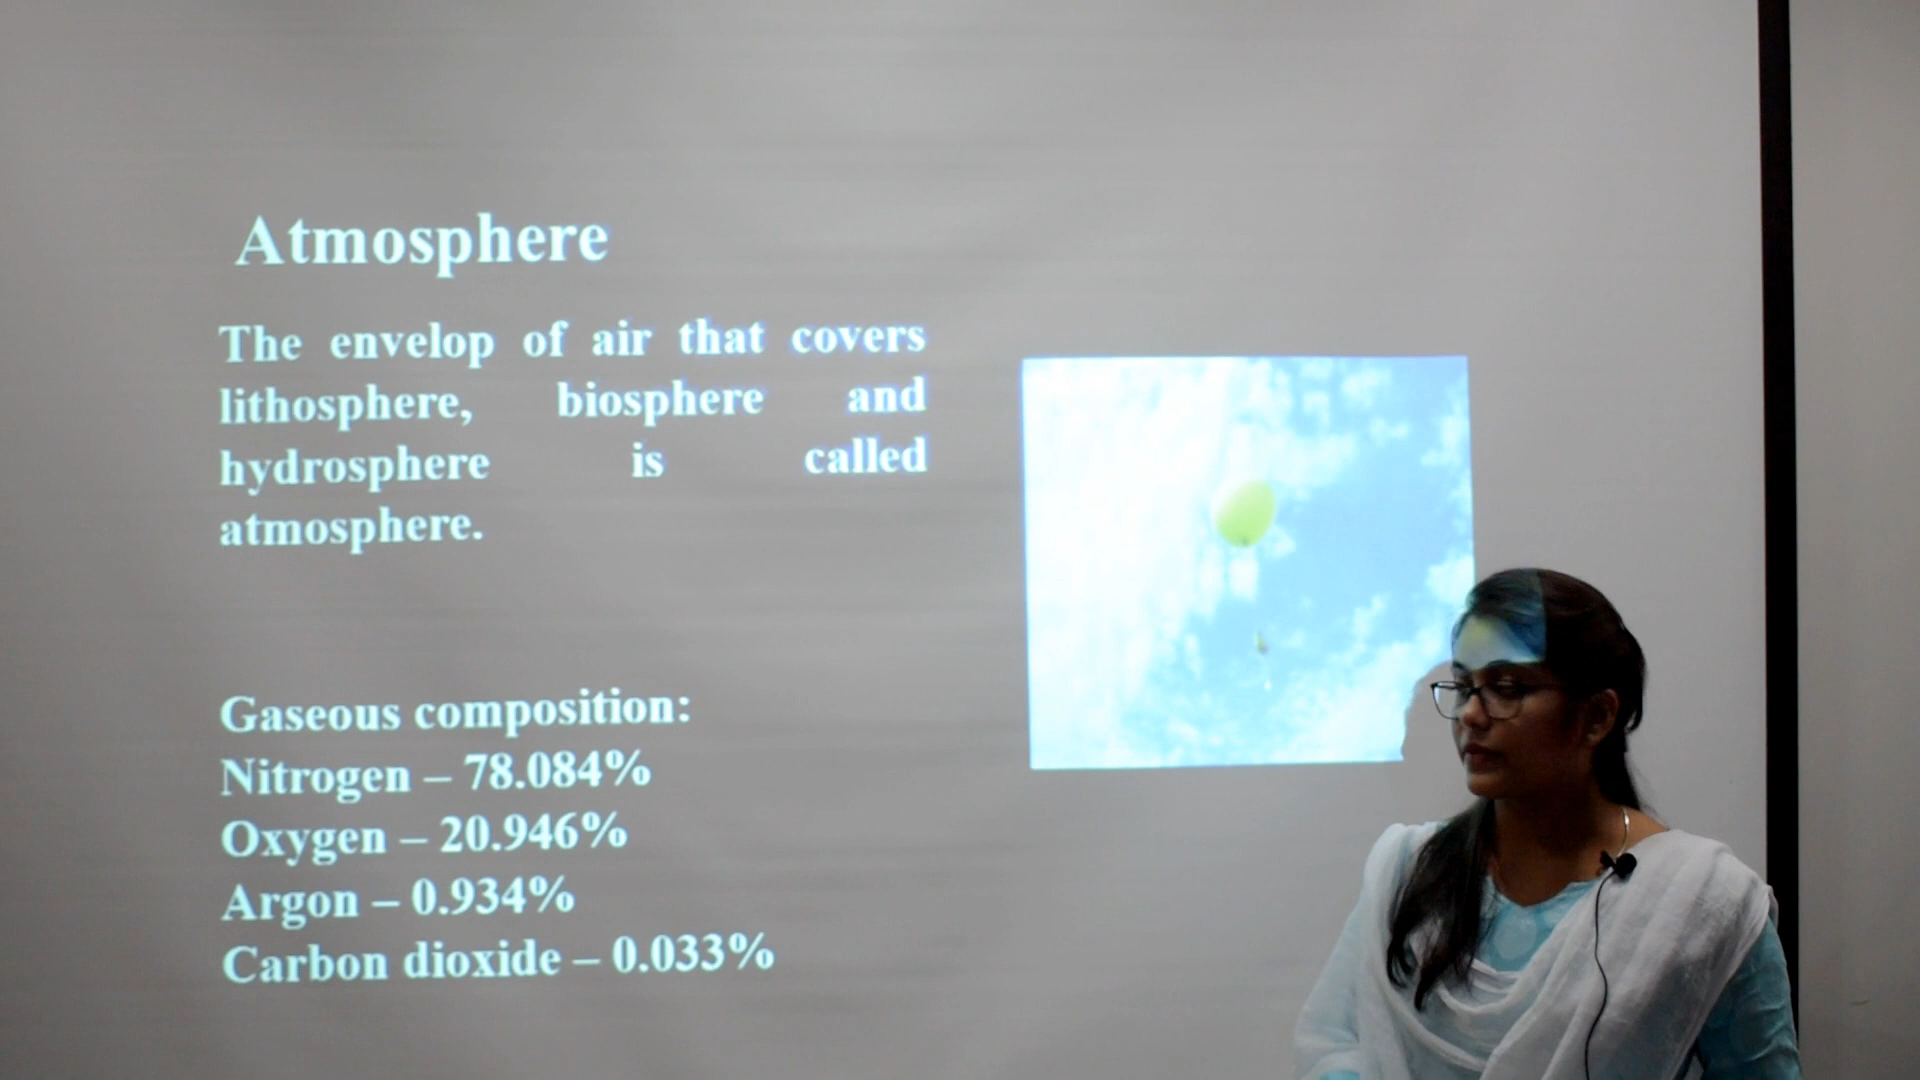 Atmosphere
The envelop of air that covers
lithosphere, biosphere and
hydrosphere is called
atmosphere.
Gaseous composition:
Nitrogen – 78.084%
Oxygen – 20.946%
Argon – 0.934%
Carbon dioxide – 0.033%